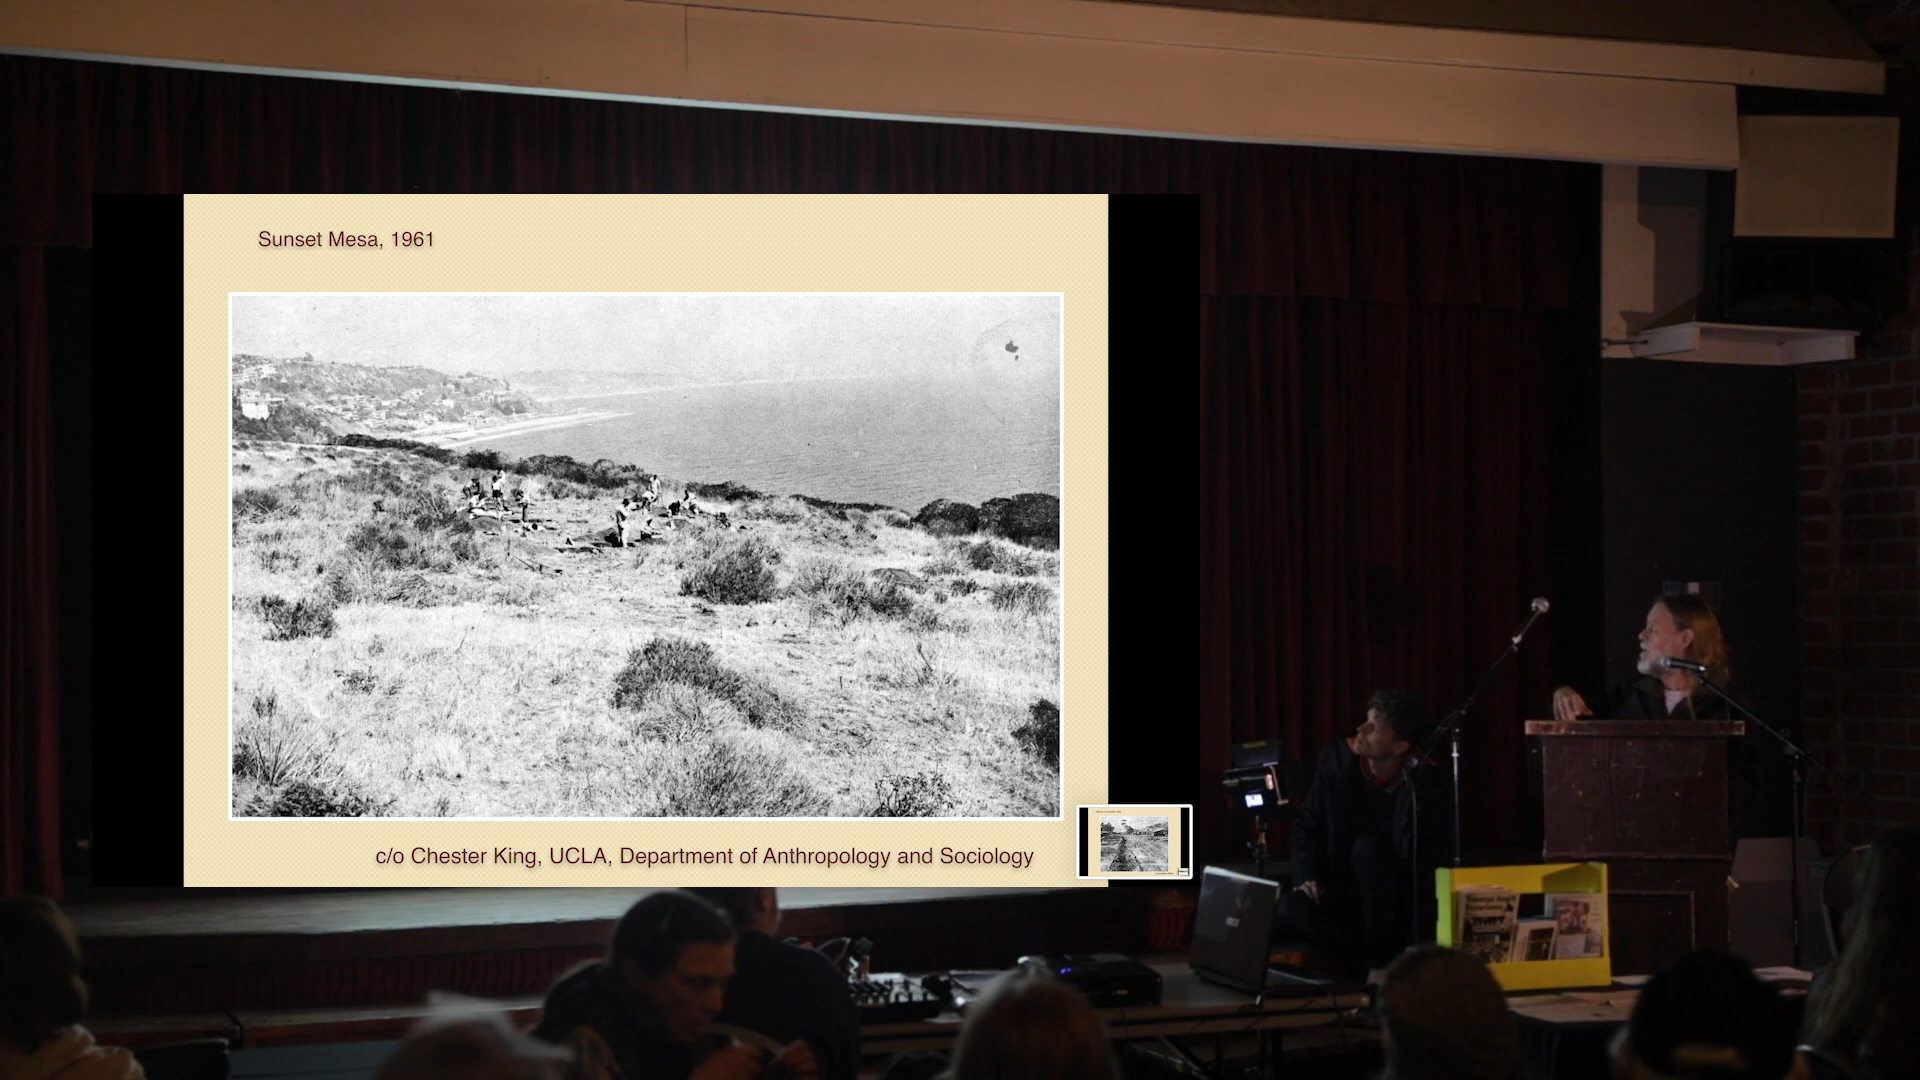 Sunset Mesa, 1961
c/o Chester King, UCLA, Department of Anthropology and Sociology